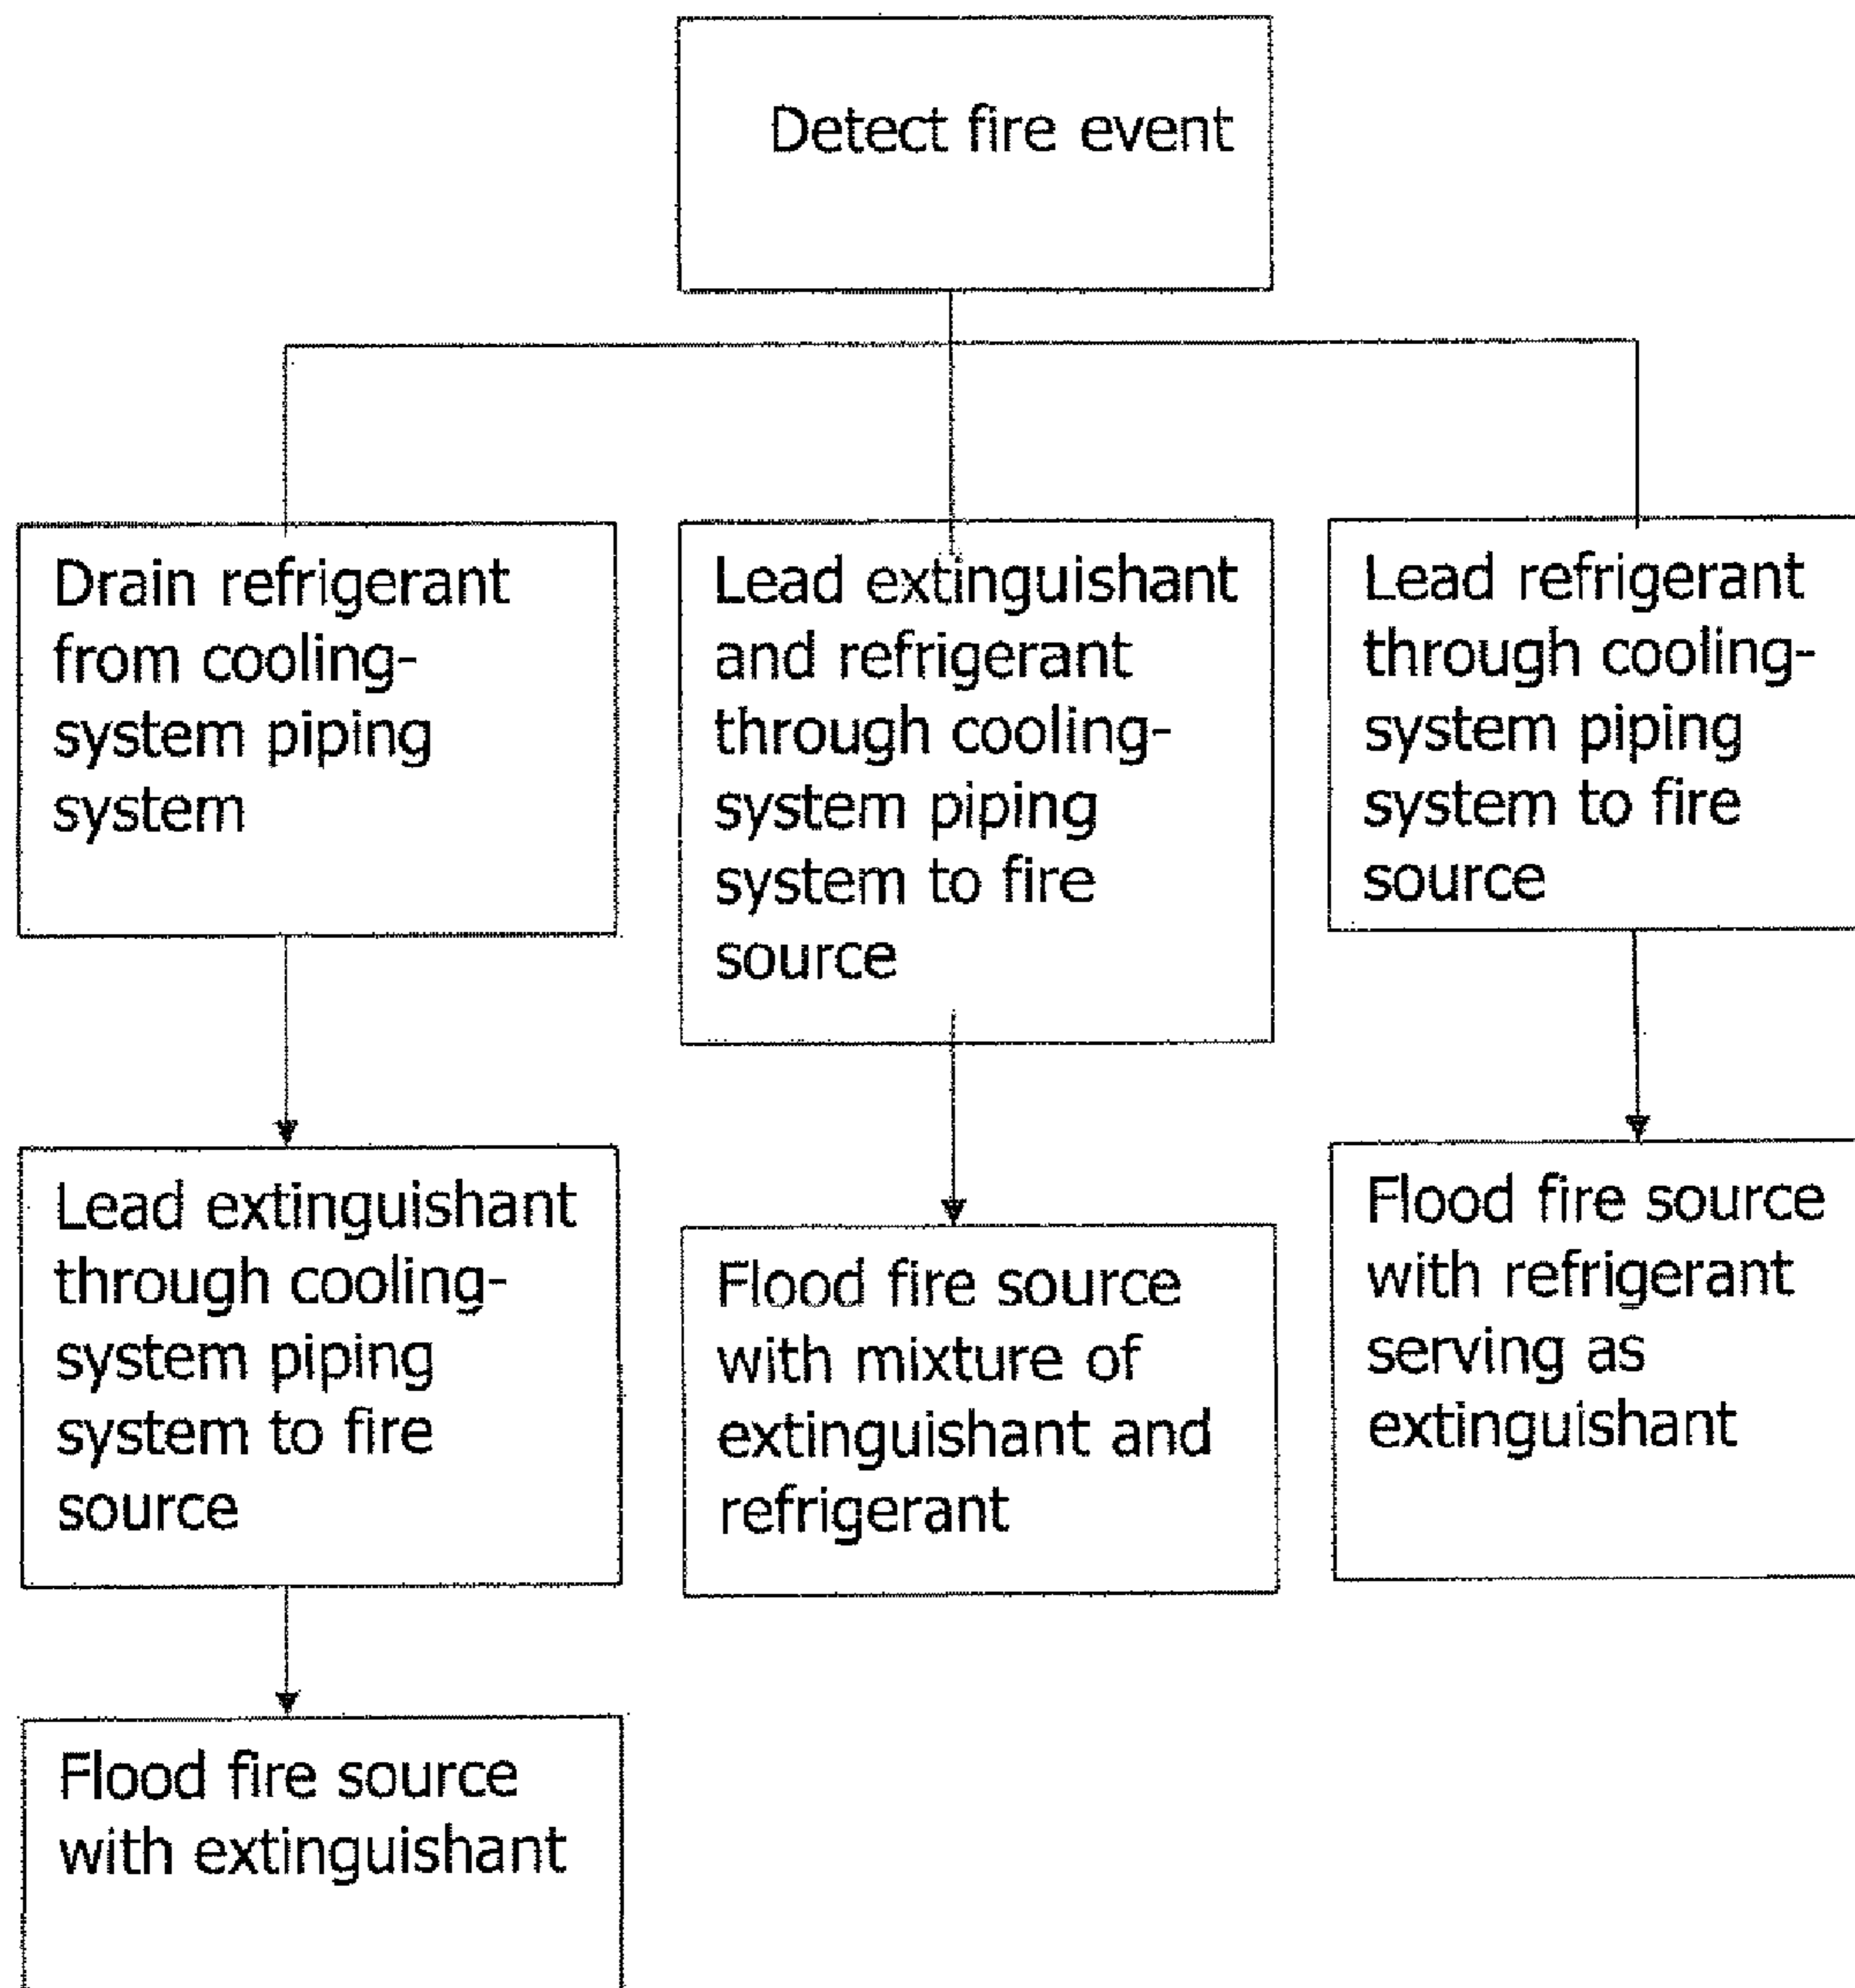 Detect fire event
Drain refrigerant
from cooling-
system piping
system
Lead extinguishant
and refrigerant
through cooling-
system piping
system to fire
source
Lead refrigerant
through cooling-
system piping
system to fire
source
Lead extinguishant
through cooling-
system piping
system to fire
source
Flood fire source
with mixture of
extinguishant and
refrigerant
Flood fire source
with refrigerant
serving as
extinguishant
Flood fire source
with extinguishant